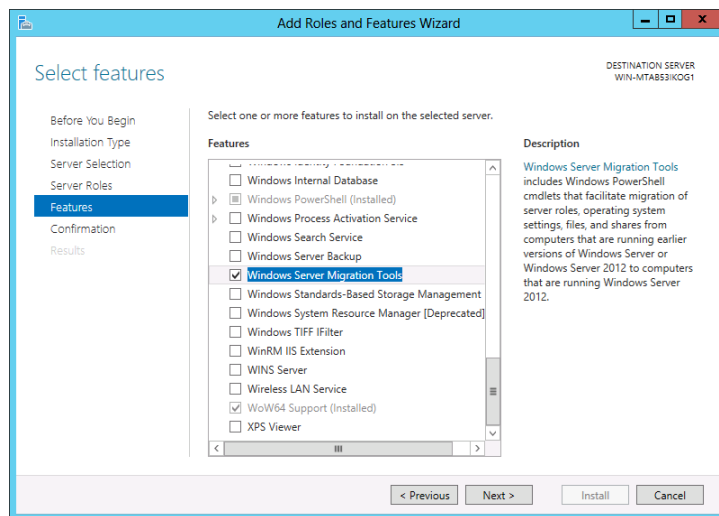 Add Roles and Features Wizard
Select features
DESTINATION SERVER
WIN-MTAB53IKOG1
Before You Begin
Installation Type
Server Selection
Server Roles
Features
Confirmation
Results
Select one or more features to install on the selected server.
Features
Windows Internal Database
Windows PowerShell (Installed)
Windows Process Activation Service
Windows Search Service
Windows Server Backup
Windows Server Migration Tools
Windows Standards-Based Storage Management
Windows System Resource Manager [Deprecated]
Windows TIFF IFilter
WinRM IIS Extension
WINS Server
Wireless LAN Service
WoW64 Support (Installed)
XPS Viewer
Description
Windows Server Migration Tools
includes Windows PowerShell
cmdlets that facilitate migration of
server roles, operating system
settings, files, and shares from
computers that are running earlier
versions of Windows Server or
Windows Server 2012 to computers
that are running Windows Server
2012.
< Previous
Next >
Install
Cancel